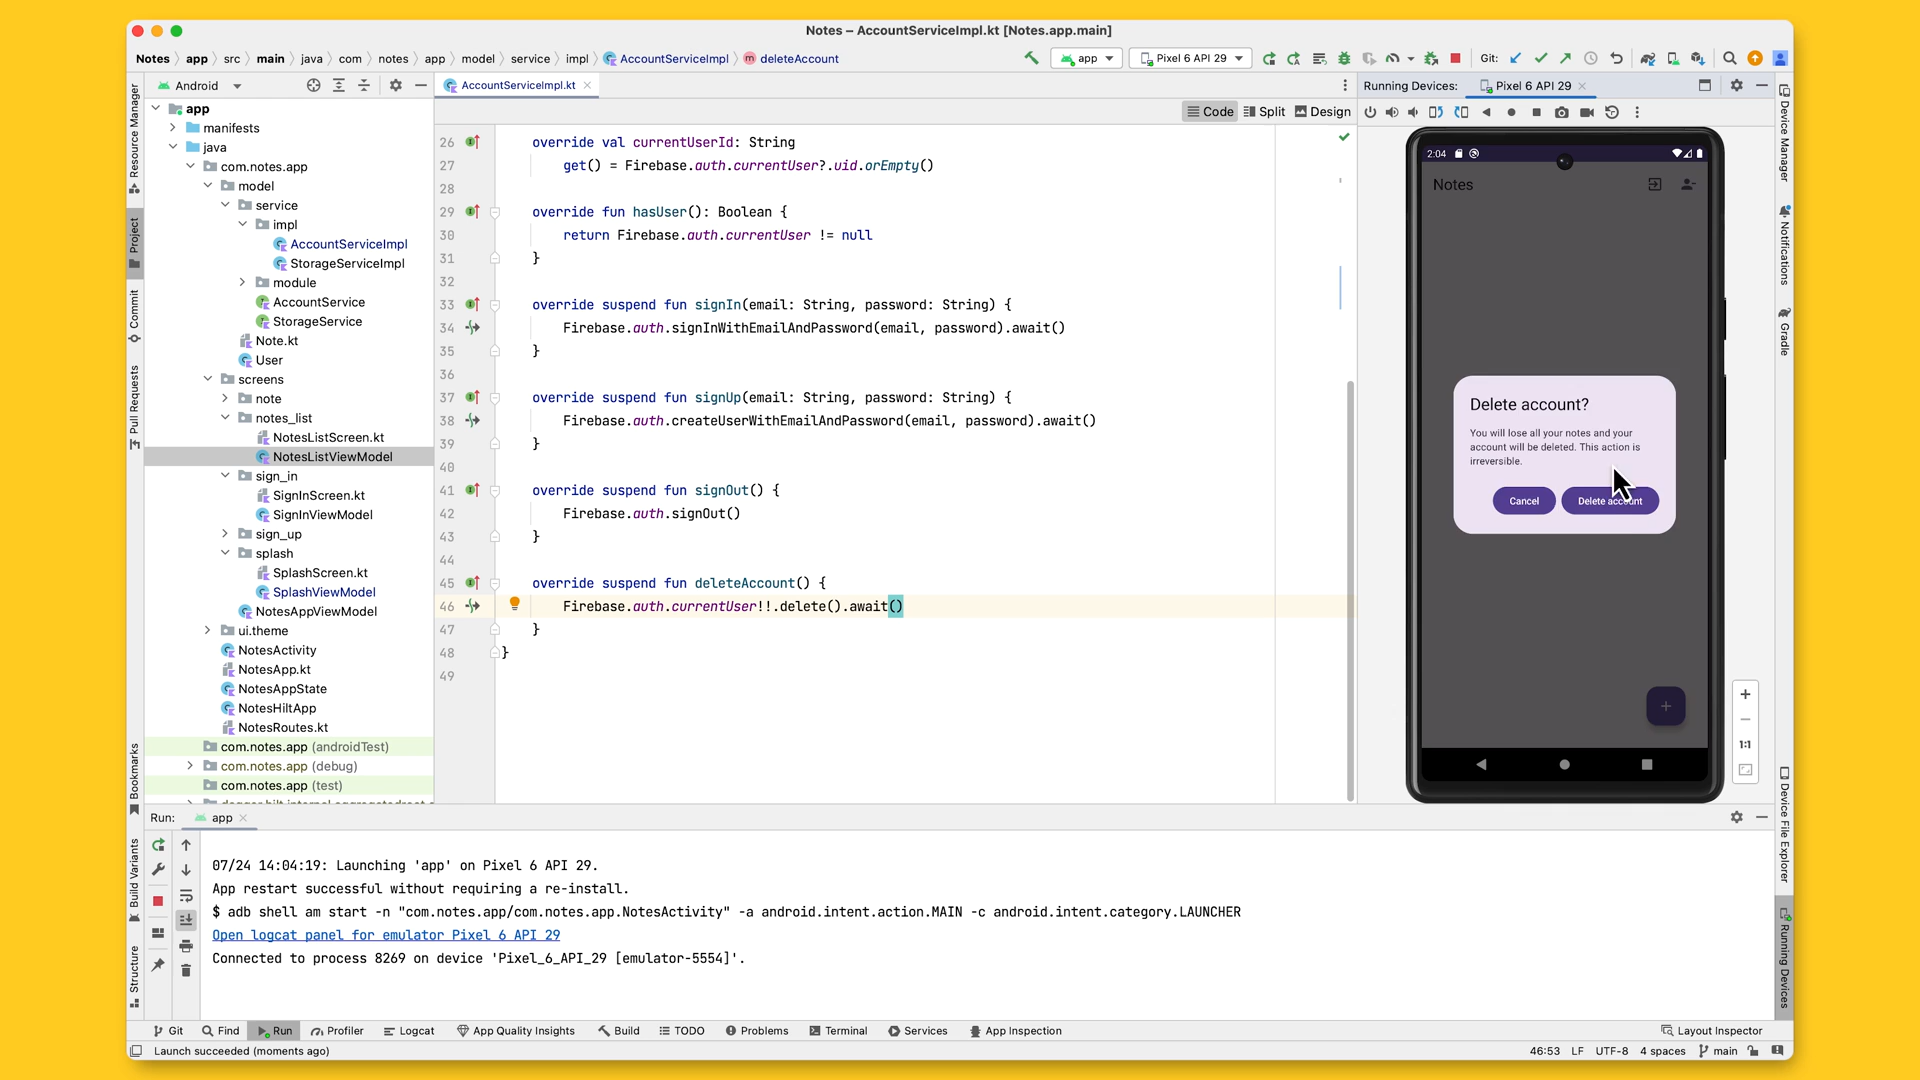 Notes – AccountServiceImpl.kt [Notes.app.main]
Notes app src main java com notes app model service impl AccountServiceImpl deleteAccount
app Pixel 6 API 29 Git:
Android
AccountServiceImpl.kt
Running Devices: Pixel 6 API 29
Code Split Design
Resource Manager
Project
Commit
Pull Requests
Bookmarks
Build Variants
Structure
app
manifests
java
com.notes.app
model
service
impl
AccountServiceImpl
StorageServiceImpl
module
AccountService
StorageService
Note.kt
User
screens
note
notes_list
NotesListScreen.kt
NotesListViewModel
sign_in
SignInScreen.kt
SignInViewModel
sign_up
splash
SplashScreen.kt
SplashViewModel
NotesAppViewModel
ui.theme
NotesActivity
NotesApp.kt
NotesAppState
NotesHiltApp
NotesRoutes.kt
com.notes.app (androidTest)
com.notes.app (debug)
com.notes.app (test)
26 override val currentUserId: String
27 get() = Firebase.auth.currentUser?.uid.orEmpty()
28
29 override fun hasUser(): Boolean {
30 return Firebase.auth.currentUser != null
31 }
32
33 override suspend fun signIn(email: String, password: String) {
34 Firebase.auth.signInWithEmailAndPassword(email, password).await()
35 }
36
37 override suspend fun signUp(email: String, password: String) {
38 Firebase.auth.createUserWithEmailAndPassword(email, password).await()
39 }
40
41 override suspend fun signOut() {
42 Firebase.auth.signOut()
43 }
44
45 override suspend fun deleteAccount() {
46 Firebase.auth.currentUser!!.delete().await()
47 }
48 }
49
2:04
Notes
Delete account?
You will lose all your notes and your
account will be deleted. This action is
irreversible.
Cancel Delete account
+
1:1
Device Manager
Notifications
Gradle
Device File Explorer
Running Devices
Run: app
07/24 14:04:19: Launching 'app' on Pixel 6 API 29.
App restart successful without requiring a re-install.
$ adb shell am start -n "com.notes.app/com.notes.app.NotesActivity" -a android.intent.action.MAIN -c android.intent.category.LAUNCHER
Open logcat panel for emulator Pixel 6 API 29
Connected to process 8269 on device 'Pixel_6_API_29 [emulator-5554]'.
Git Find Run Profiler Logcat App Quality Insights Build TODO Problems Terminal Services App Inspection Layout Inspector
Launch succeeded (moments ago) 46:53 LF UTF-8 4 spaces main